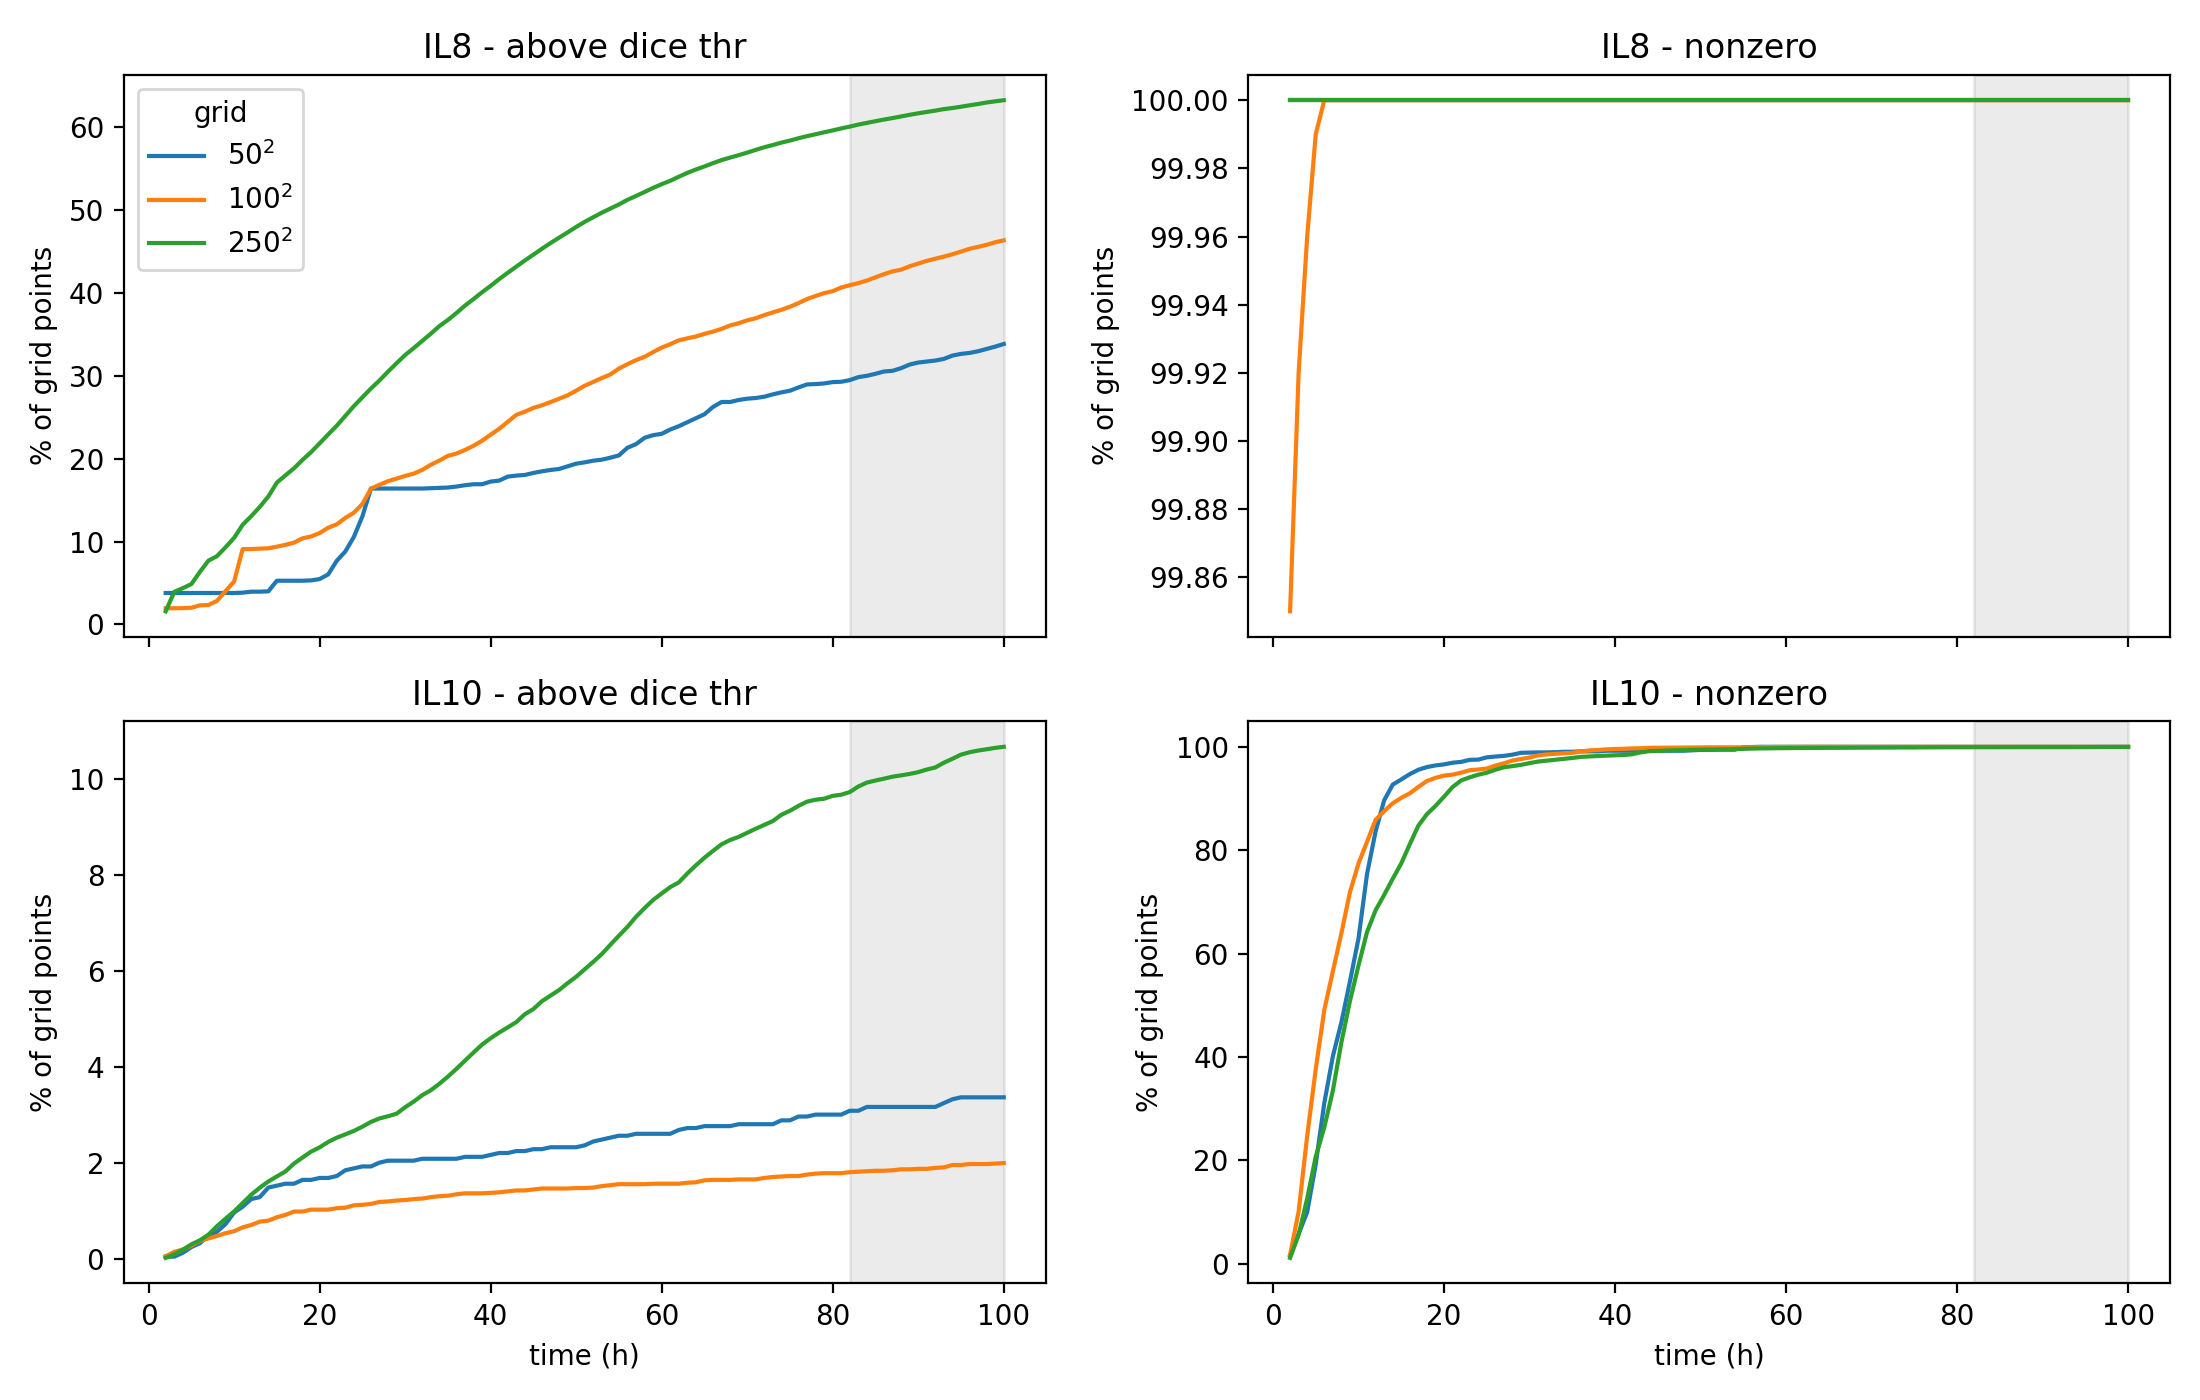 IL8 - above dice thr
% of grid points
60
50
40
30
20
10
0
grid
50²
100²
250²
IL8 - nonzero
% of grid points
100.00
99.98
99.96
99.94
99.92
99.90
99.88
99.86
IL10 - above dice thr
% of grid points
10
8
6
4
2
0
0 20 40 60 80 100
time (h)
IL10 - nonzero
% of grid points
100
80
60
40
20
0
0 20 40 60 80 100
time (h)